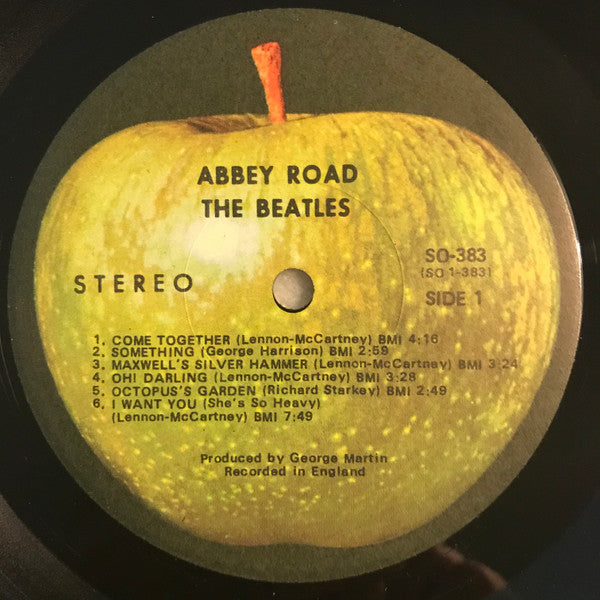 ABBEY ROAD
THE BEATLES
STEREO
SO-383
(SO 1-383)
SIDE 1
1. COME TOGETHER (Lennon-McCartney) BMI 4:16
2. SOMETHING (George Harrison) BMI 2:59
3. MAXWELL'S SILVER HAMMER (Lennon-McCartney) BMI 3:24
4. OH! DARLING (Lennon-McCartney) BMI 3:28
5. OCTOPUS'S GARDEN (Richard Starkey) BMI 2:49
6. I WANT YOU (She's So Heavy)
(Lennon-McCartney) BMI 7:49
Produced by George Martin
Recorded in England